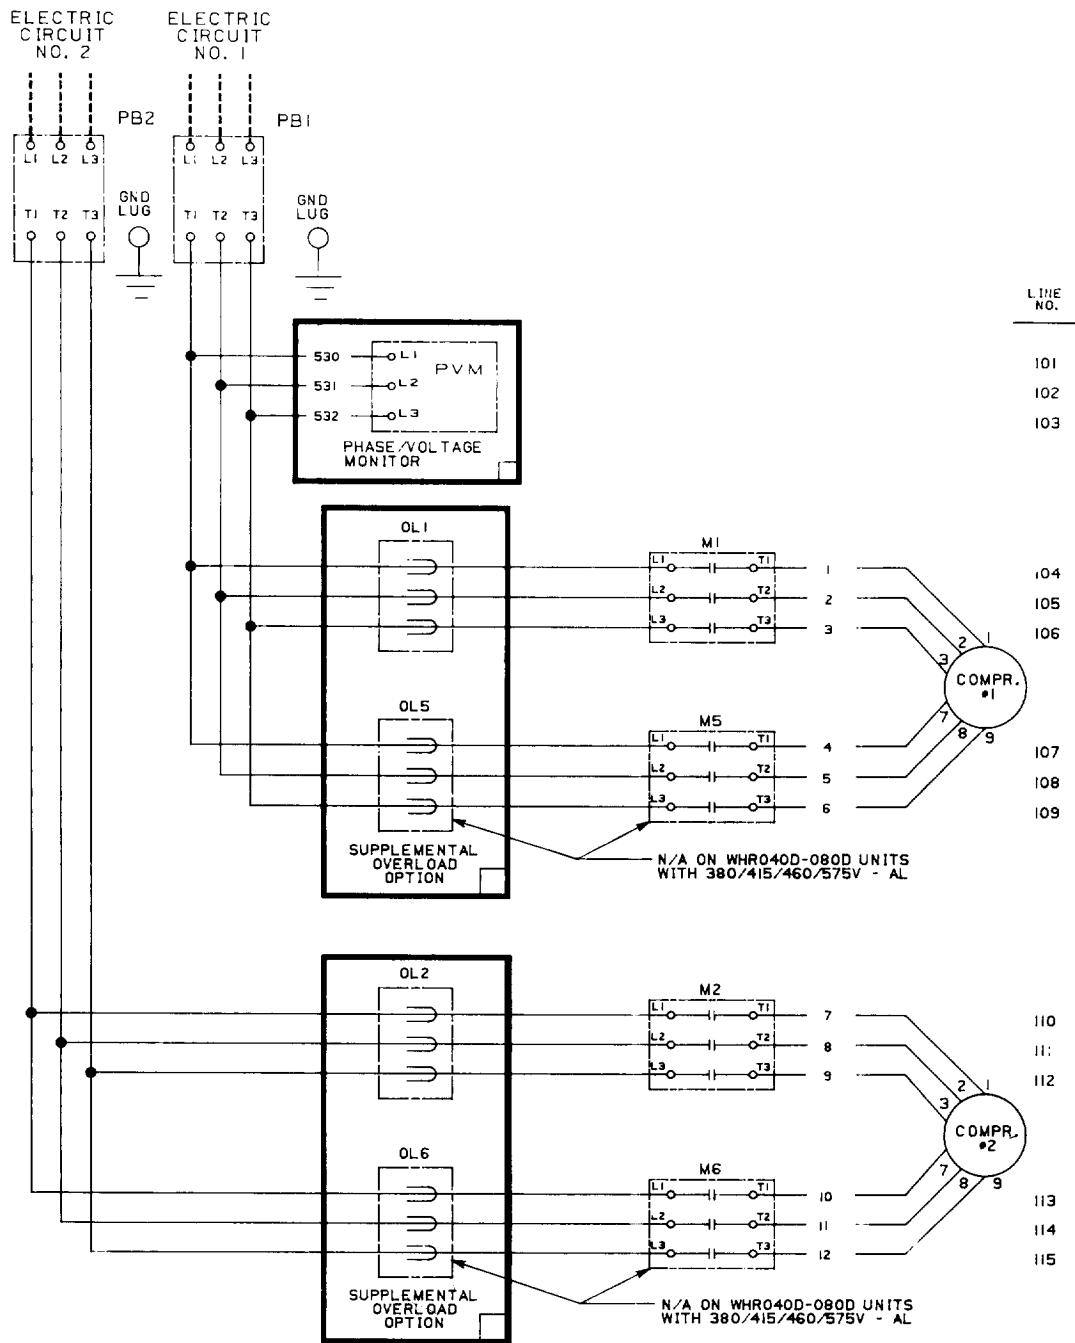 ELECTRIC CIRCUIT NO. 2
ELECTRIC CIRCUIT NO. 1
PB2
PB1
L1 L2 L3
L1 L2 L3
T1 T2 T3
GND LUG
T1 T2 T3
GND LUG
LINE NO.
530 L1
PVM
101
531 L2
102
532 L3
103
PHASE/VOLTAGE
MONITOR
OL1
M1
L1 T1 1
104
L2 T2 2
105
L3 T3 3
106
1
2
3
COMPR.
#1
7
8
9
OL5
M5
L1 T1 4
107
L2 T2 5
108
L3 T3 6
109
SUPPLEMENTAL
OVERLOAD
OPTION
N/A ON WHR040D-080D UNITS
WITH 380/415/460/575V - AL
OL2
M2
L1 T1 7
110
L2 T2 8
111
L3 T3 9
112
1
2
3
COMPR.
#2
7
8
9
OL6
M6
L1 T1 10
113
L2 T2 11
114
L3 T3 12
115
SUPPLEMENTAL
OVERLOAD
OPTION
N/A ON WHR040D-080D UNITS
WITH 380/415/460/575V - AL